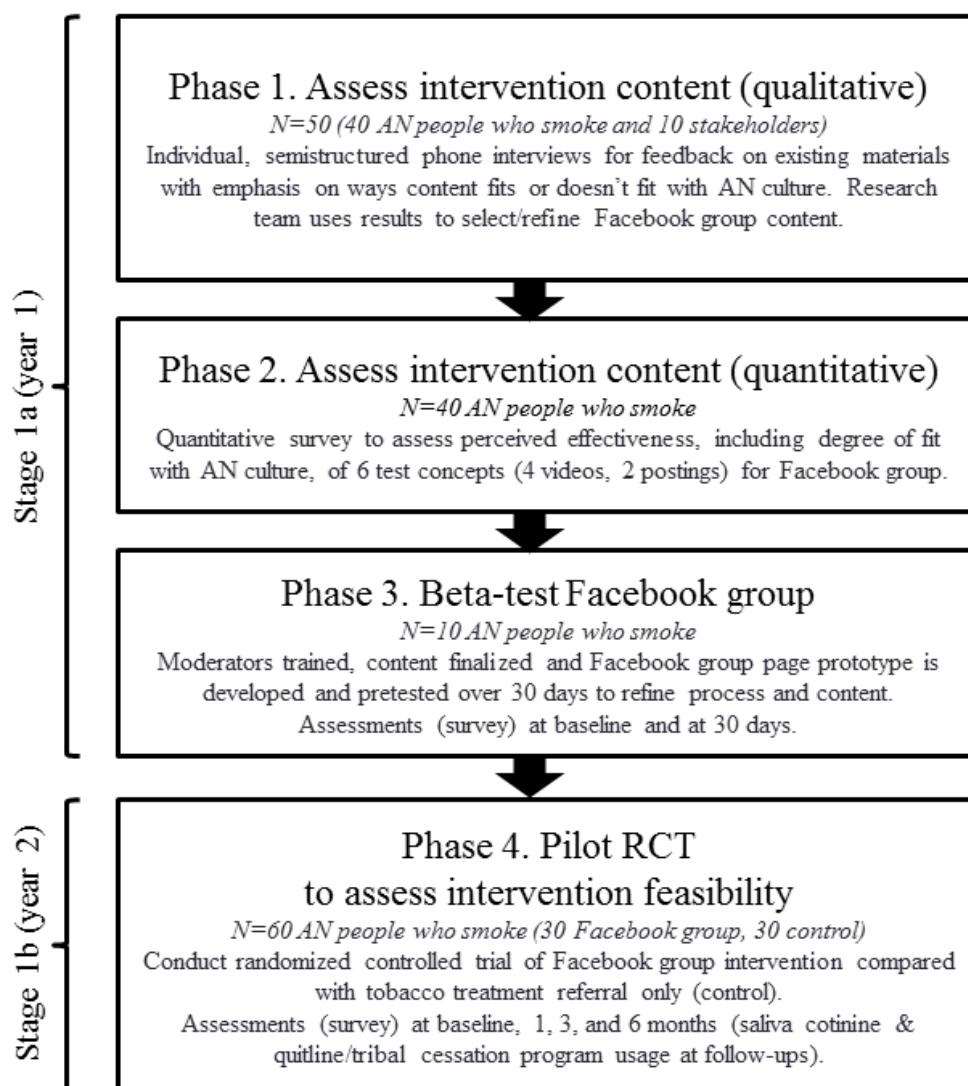 Stage 1a (year 1)
Phase 1. Assess intervention content (qualitative)
N=50 (40 AN people who smoke and 10 stakeholders)
Individual, semistructured phone interviews for feedback on existing materials
with emphasis on ways content fits or doesn't fit with AN culture. Research
team uses results to select/refine Facebook group content.
Phase 2. Assess intervention content (quantitative)
N=40 AN people who smoke
Quantitative survey to assess perceived effectiveness, including degree of fit
with AN culture, of 6 test concepts (4 videos, 2 postings) for Facebook group.
Phase 3. Beta-test Facebook group
N=10 AN people who smoke
Moderators trained, content finalized and Facebook group page prototype is
developed and pretested over 30 days to refine process and content.
Assessments (survey) at baseline and at 30 days.
Stage 1b (year 2)
Phase 4. Pilot RCT
to assess intervention feasibility
N=60 AN people who smoke (30 Facebook group, 30 control)
Conduct randomized controlled trial of Facebook group intervention compared
with tobacco treatment referral only (control).
Assessments (survey) at baseline, 1, 3, and 6 months (saliva cotinine &
quitline/tribal cessation program usage at follow-ups).